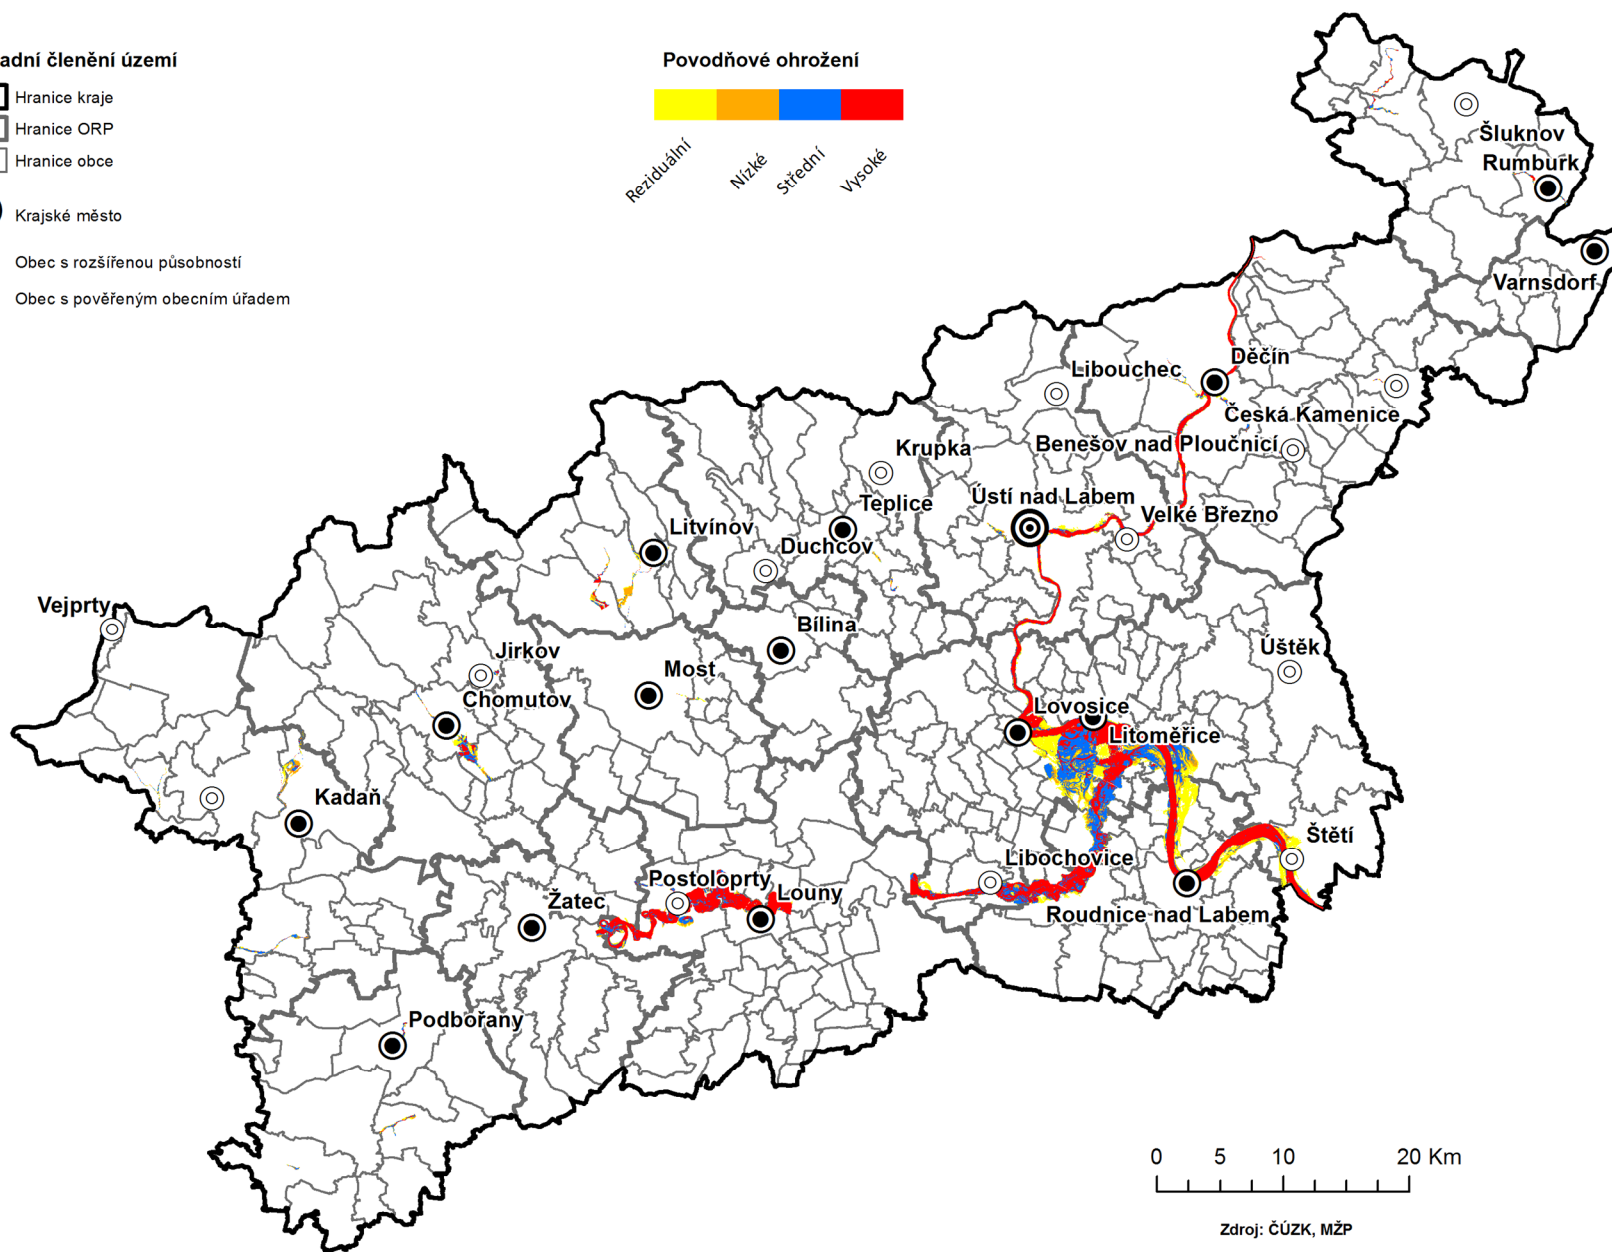 adní členění území
Hranice kraje
Hranice ORP
Hranice obce
Krajské město
Obec s rozšířenou působností
Obec s pověřeným obecním úřadem
Povodňové ohrožení
Reziduální
Nízké
Střední
Vysoké
Šluknov
Rumburk
Varnsdorf
Děčín
Libouchec
Česká Kamenice
Benešov nad Ploučnicí
Krupka
Ústí nad Labem
Teplice
Velké Březno
Litvínov
Duchcov
Vejprty
Bílina
Úštěk
Jirkov
Most
Chomutov
Lovosice
Litoměřice
Kadaň
Štětí
Libochovice
Postoloprty
Louny
Žatec
Roudnice nad Labem
Podbořany
0 5 10 20 Km
Zdroj: ČÚZK, MŽP